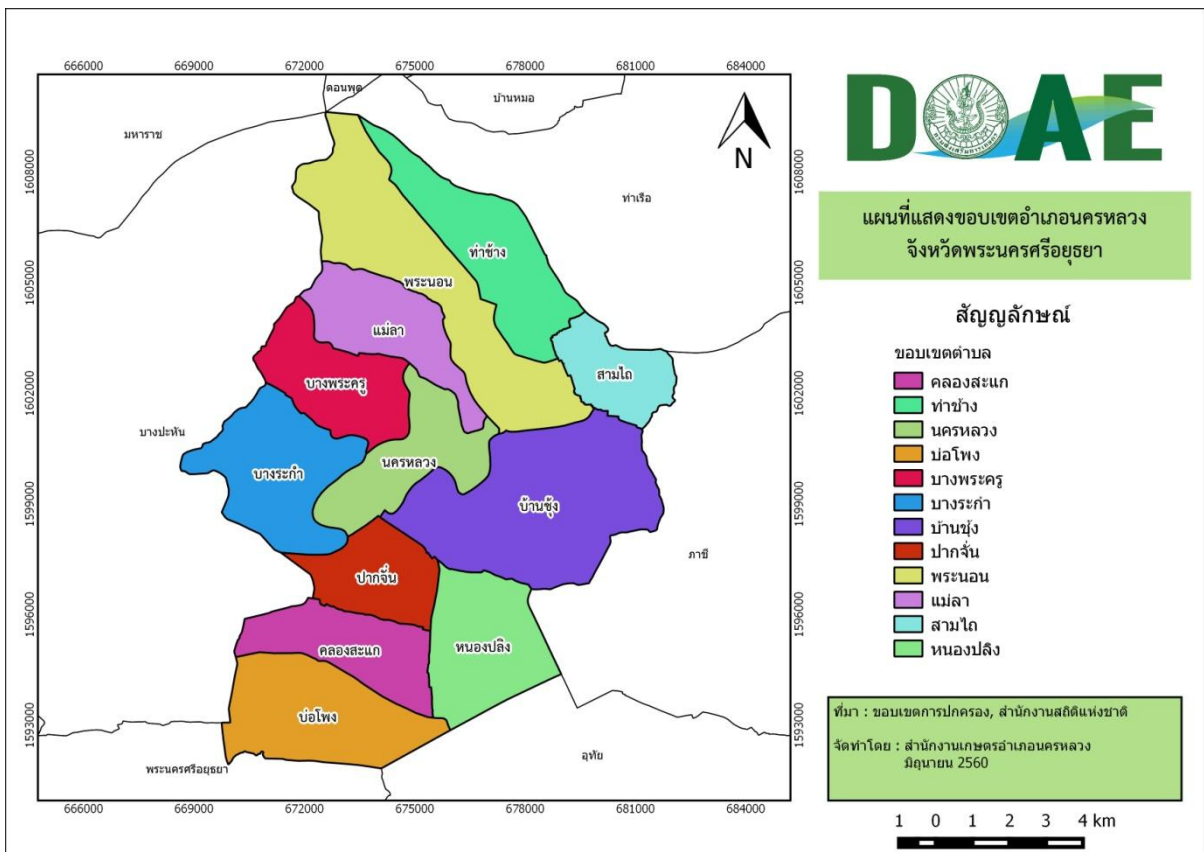 666000 669000 672000 675000 678000 681000 684000
ดอนพุด
บ้านหมอ
มหาราช
N
ท่าเรือ
1608000
1608000
ท่าช้าง
พระนอน
1605000
1605000
แม่ลา
สามไถ
บางพระครู
1602000
1602000
บางปะหัน
นครหลวง
บางระกำ
บ้านชุ้ง
1599000
1599000
ภาชี
ปากจั่น
1596000
1596000
คลองสะแก
หนองปลิง
บ่อโพง
1593000
1593000
พระนครศรีอยุธยา
อุทัย
666000 669000 672000 675000 678000 681000 684000
DOAE
แผนที่แสดงขอบเขตอำเภอนครหลวง
จังหวัดพระนครศรีอยุธยา
สัญญลักษณ์
ขอบเขตตำบล
คลองสะแก
ท่าช้าง
นครหลวง
บ่อโพง
บางพระครู
บางระกำ
บ้านชุ้ง
ปากจั่น
พระนอน
แม่ลา
สามไถ
หนองปลิง
ที่มา : ขอบเขตการปกครอง, สำนักงานสถิติแห่งชาติ
จัดทำโดย : สำนักงานเกษตรอำเภอนครหลวง
มิถุนายน 2560
1 0 1 2 3 4 km